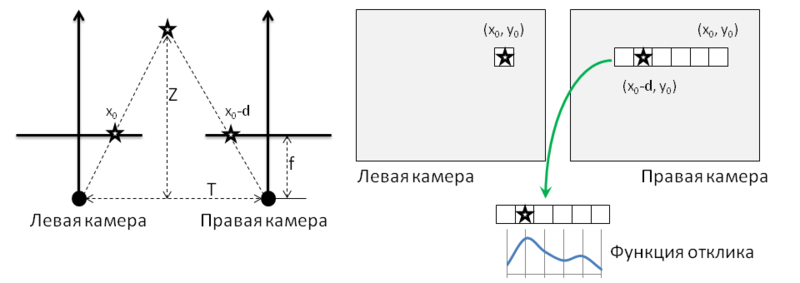 x₀
Z
x₀-d
f
T
Левая камера
Правая камера
(x₀, y₀)
(x₀, y₀)
(x₀-d, y₀)
Левая камера
Правая камера
Функция отклика